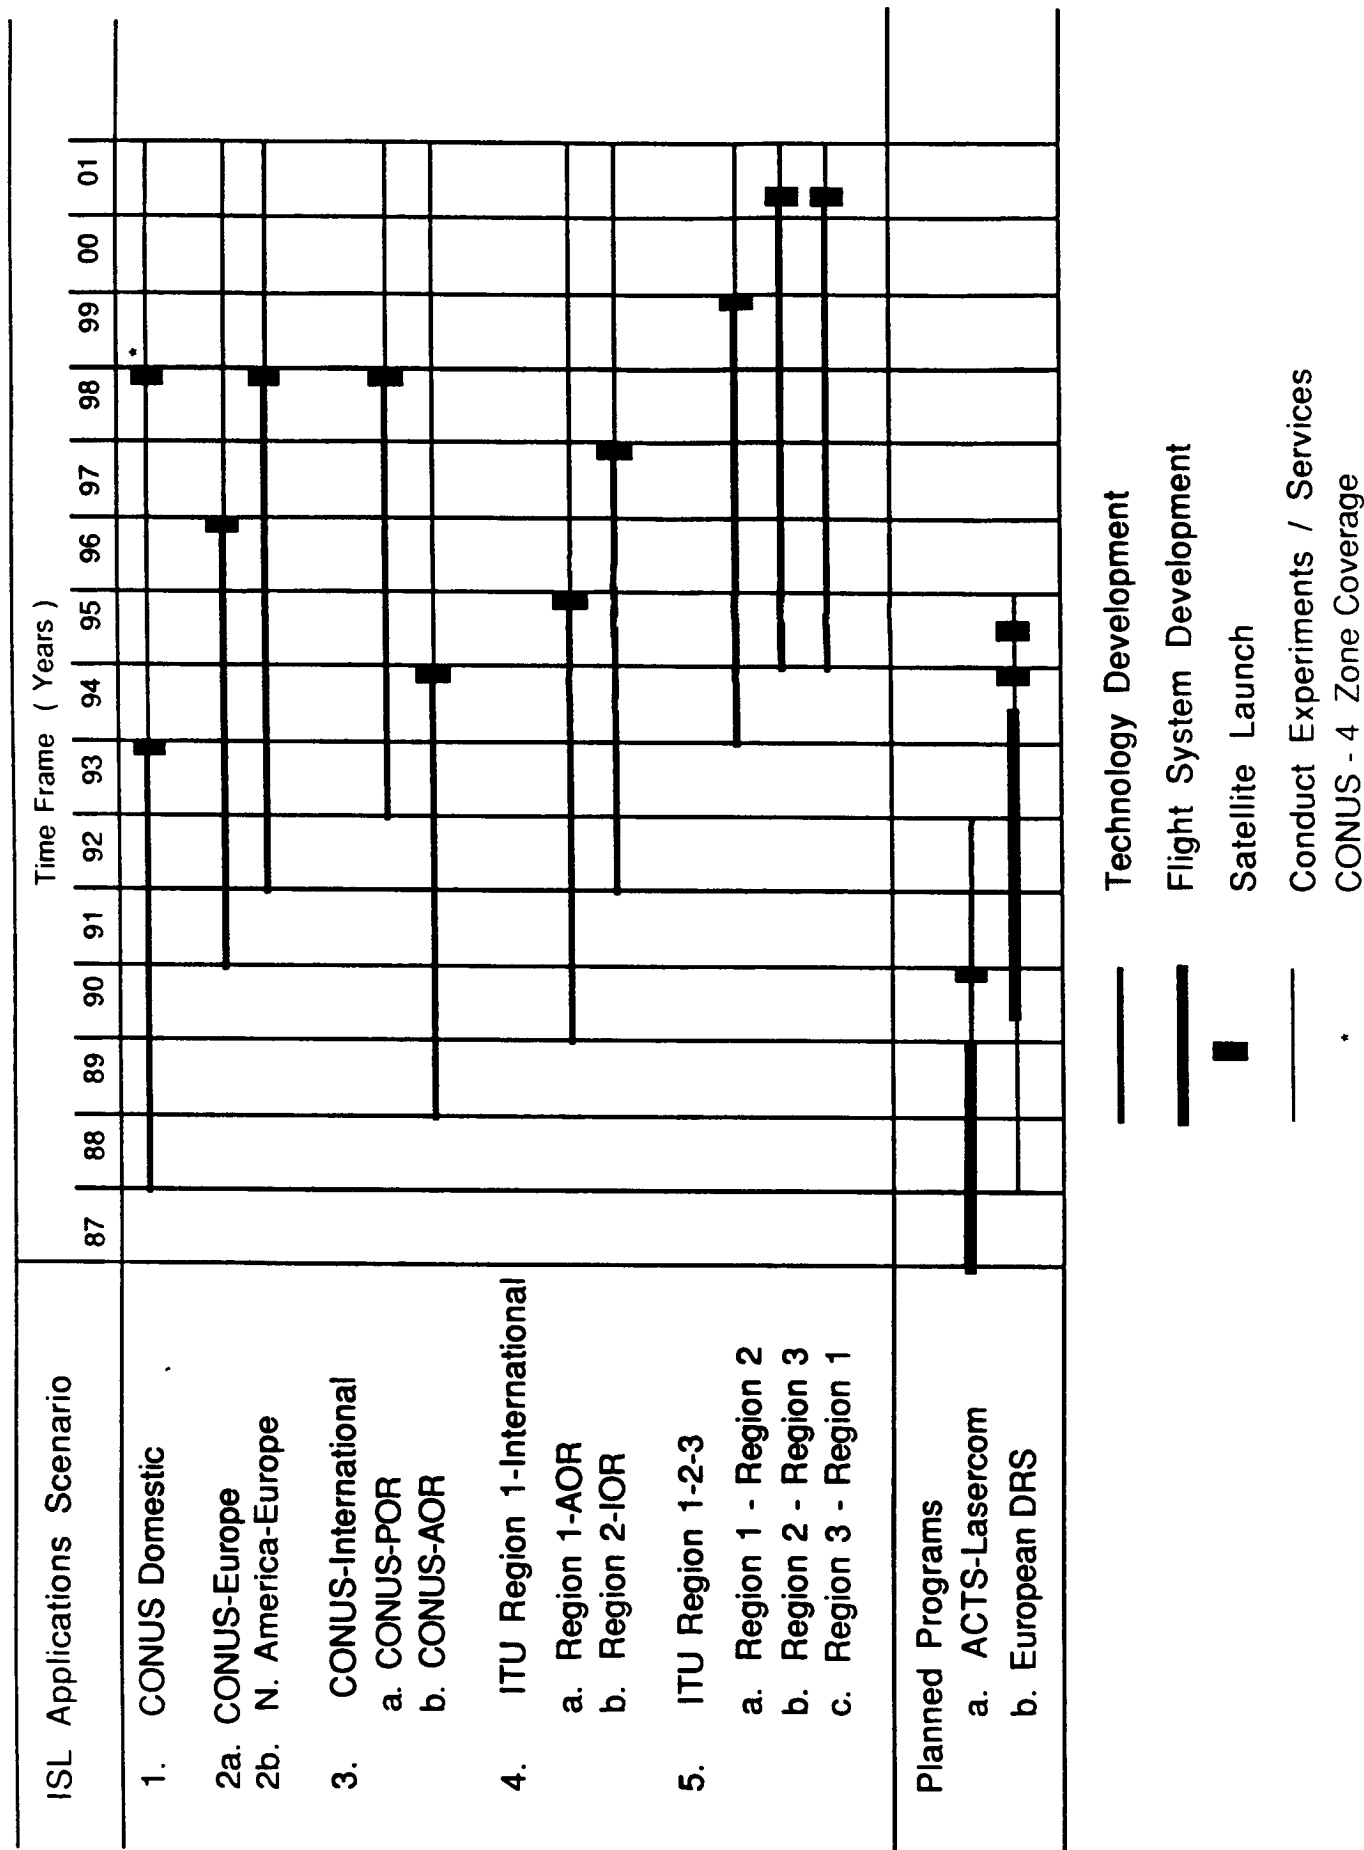 Time Frame ( Years )
ISL Applications Scenario
87 88 89 90 91 92 93 94 95 96 97 98 99 00 01
1. CONUS Domestic
*
2a. CONUS-Europe
2b. N. America-Europe
3. CONUS-International
a. CONUS-POR
b. CONUS-AOR
4. ITU Region 1-International
a. Region 1-AOR
b. Region 2-IOR
5. ITU Region 1-2-3
a. Region 1 - Region 2
b. Region 2 - Region 3
c. Region 3 - Region 1
Planned Programs
a. ACTS-Lasercom
b. European DRS
Technology Development
Flight System Development
Satellite Launch
Conduct Experiments / Services
* CONUS - 4 Zone Coverage